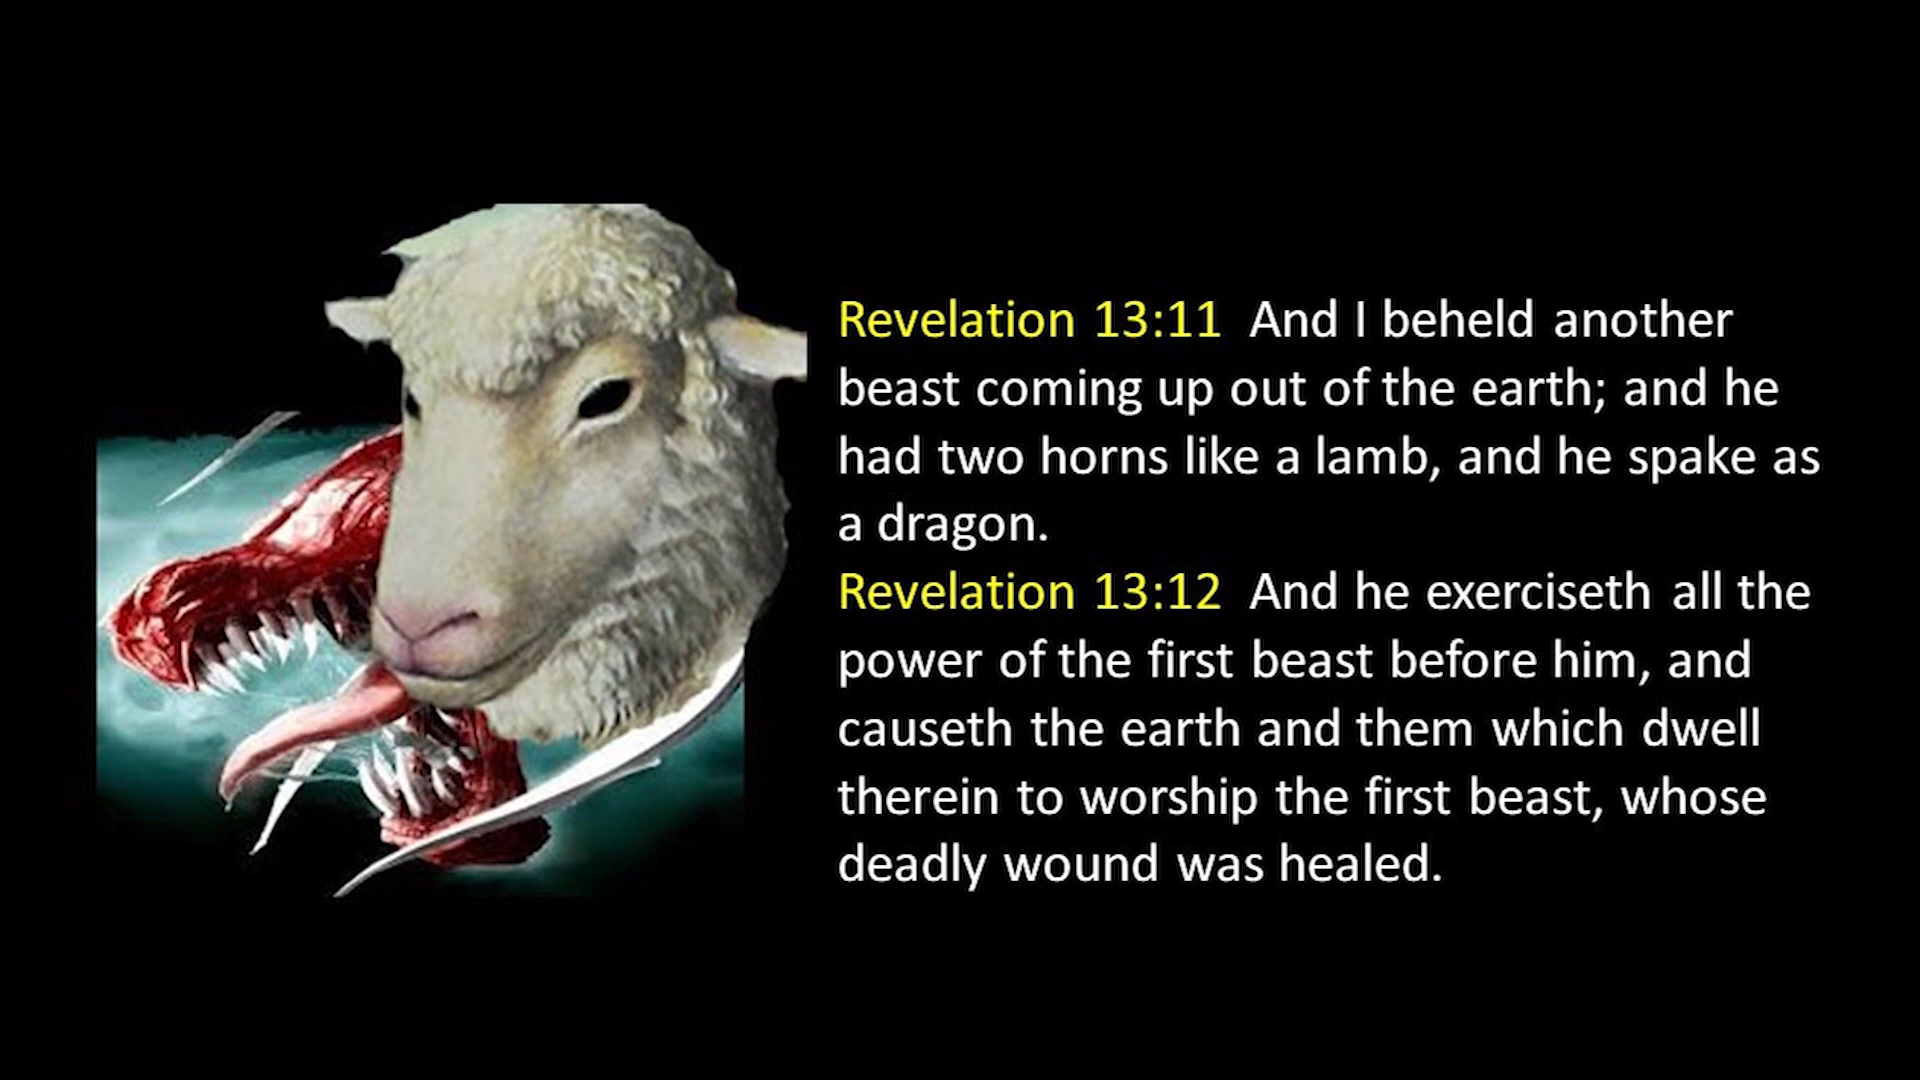 Revelation 13:11  And I beheld another
beast coming up out of the earth; and he
had two horns like a lamb, and he spake as
a dragon.
Revelation 13:12  And he exerciseth all the
power of the first beast before him, and
causeth the earth and them which dwell
therein to worship the first beast, whose
deadly wound was healed.